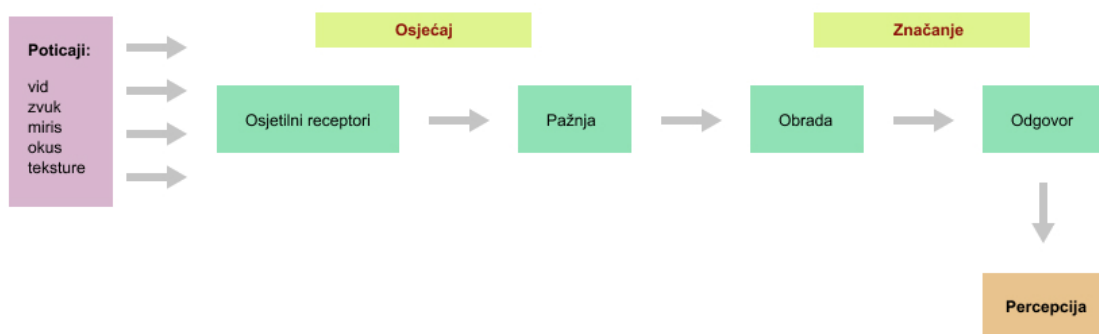 Poticaji:
vid
zvuk
miris
okus
teksture
Osjećaj
Značanje
Osjetilni receptori
Pažnja
Obrada
Odgovor
Percepcija